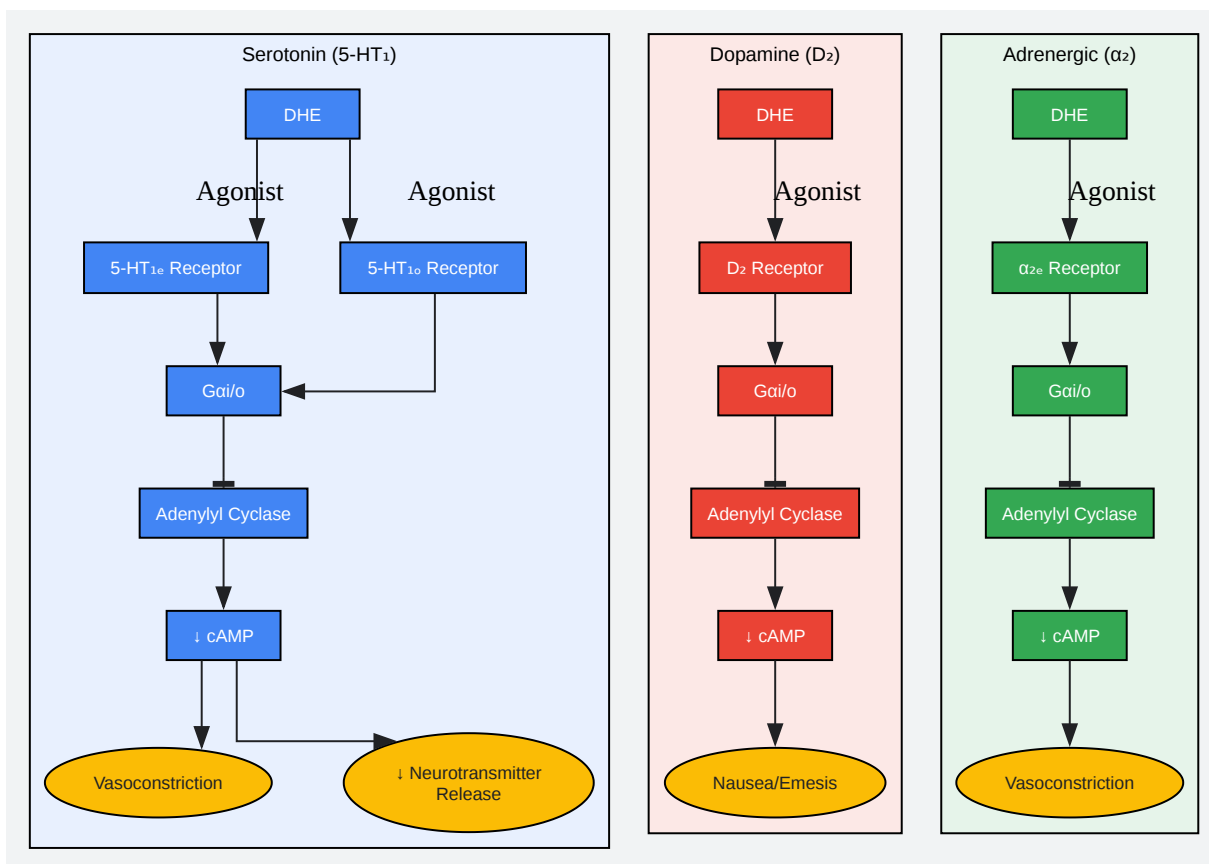 Serotonin (5-HT₁)
DHE
Agonist
Agonist
5-HT₁ₑ Receptor
5-HT₁ₒ Receptor
Gαi/o
Adenylyl Cyclase
↓ cAMP
Vasoconstriction
↓ Neurotransmitter
Release
Dopamine (D₂)
DHE
Agonist
D₂ Receptor
Gαi/o
Adenylyl Cyclase
↓ cAMP
Nausea/Emesis
Adrenergic (α₂)
DHE
Agonist
α₂ₑ Receptor
Gαi/o
Adenylyl Cyclase
↓ cAMP
Vasoconstriction